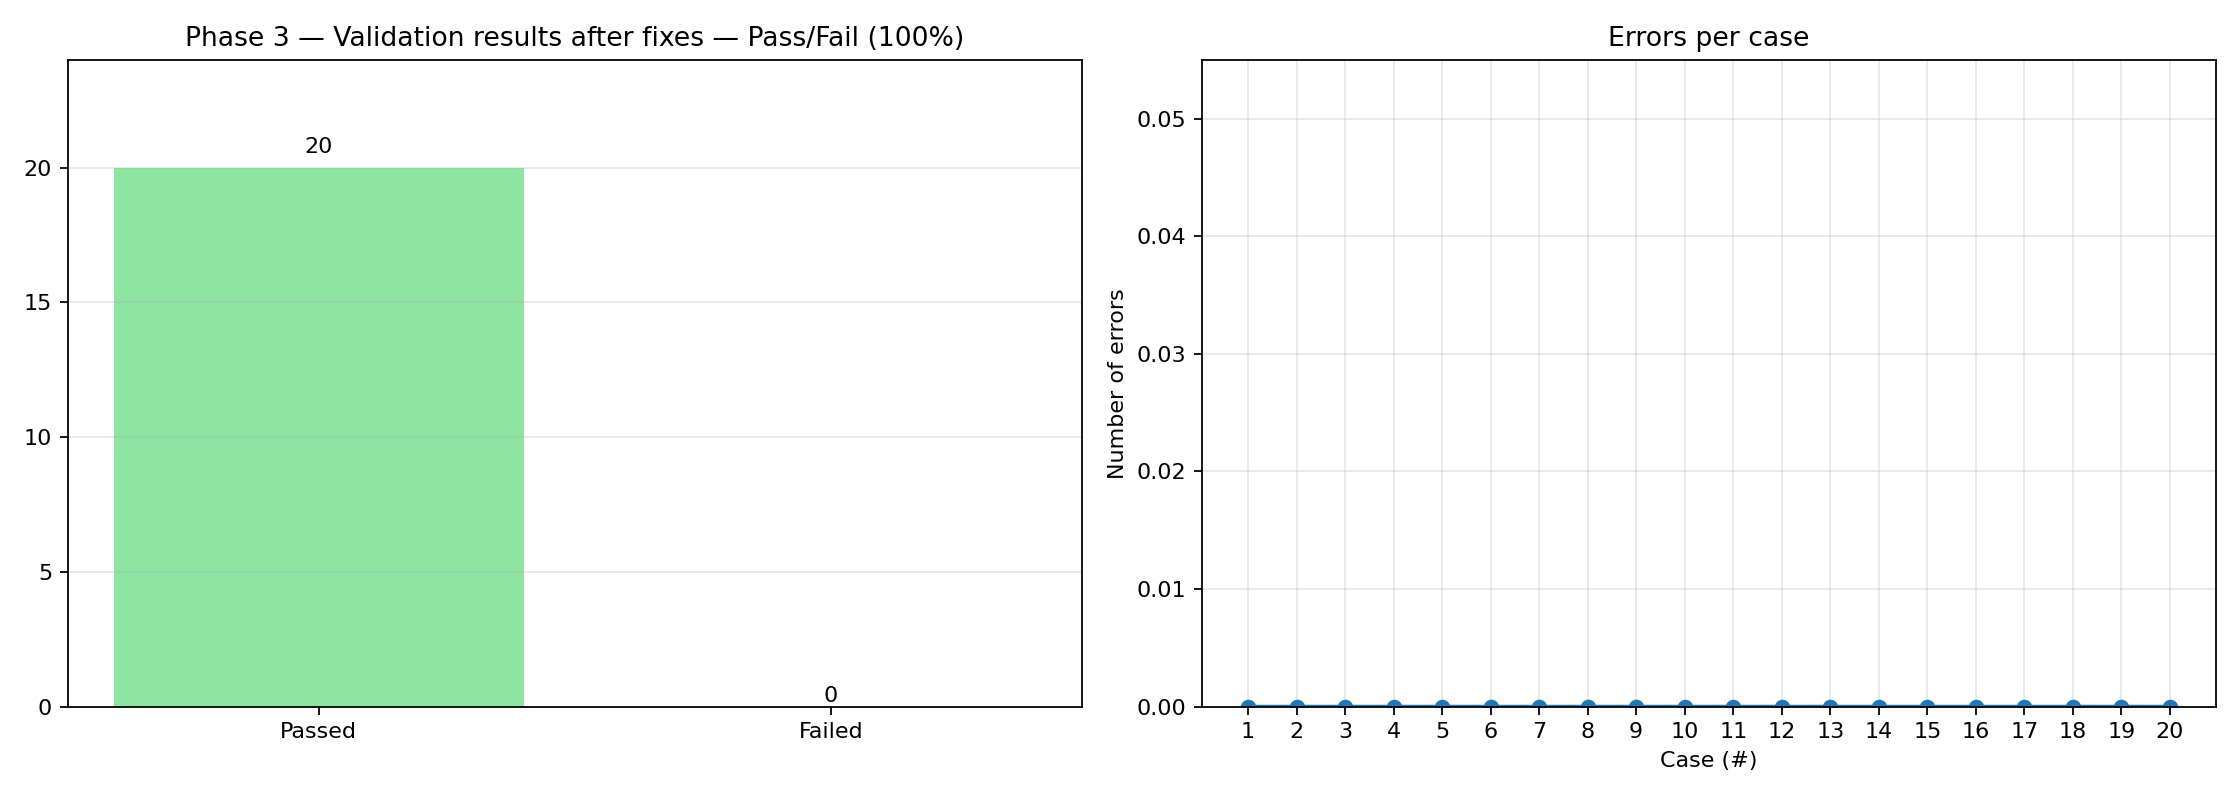 Phase 3 — Validation results after fixes — Pass/Fail (100%)
20
20
15
10
5
0
0
Passed Failed
Errors per case
Number of errors
0.05
0.04
0.03
0.02
0.01
0.00
1 2 3 4 5 6 7 8 9 10 11 12 13 14 15 16 17 18 19 20
Case (#)